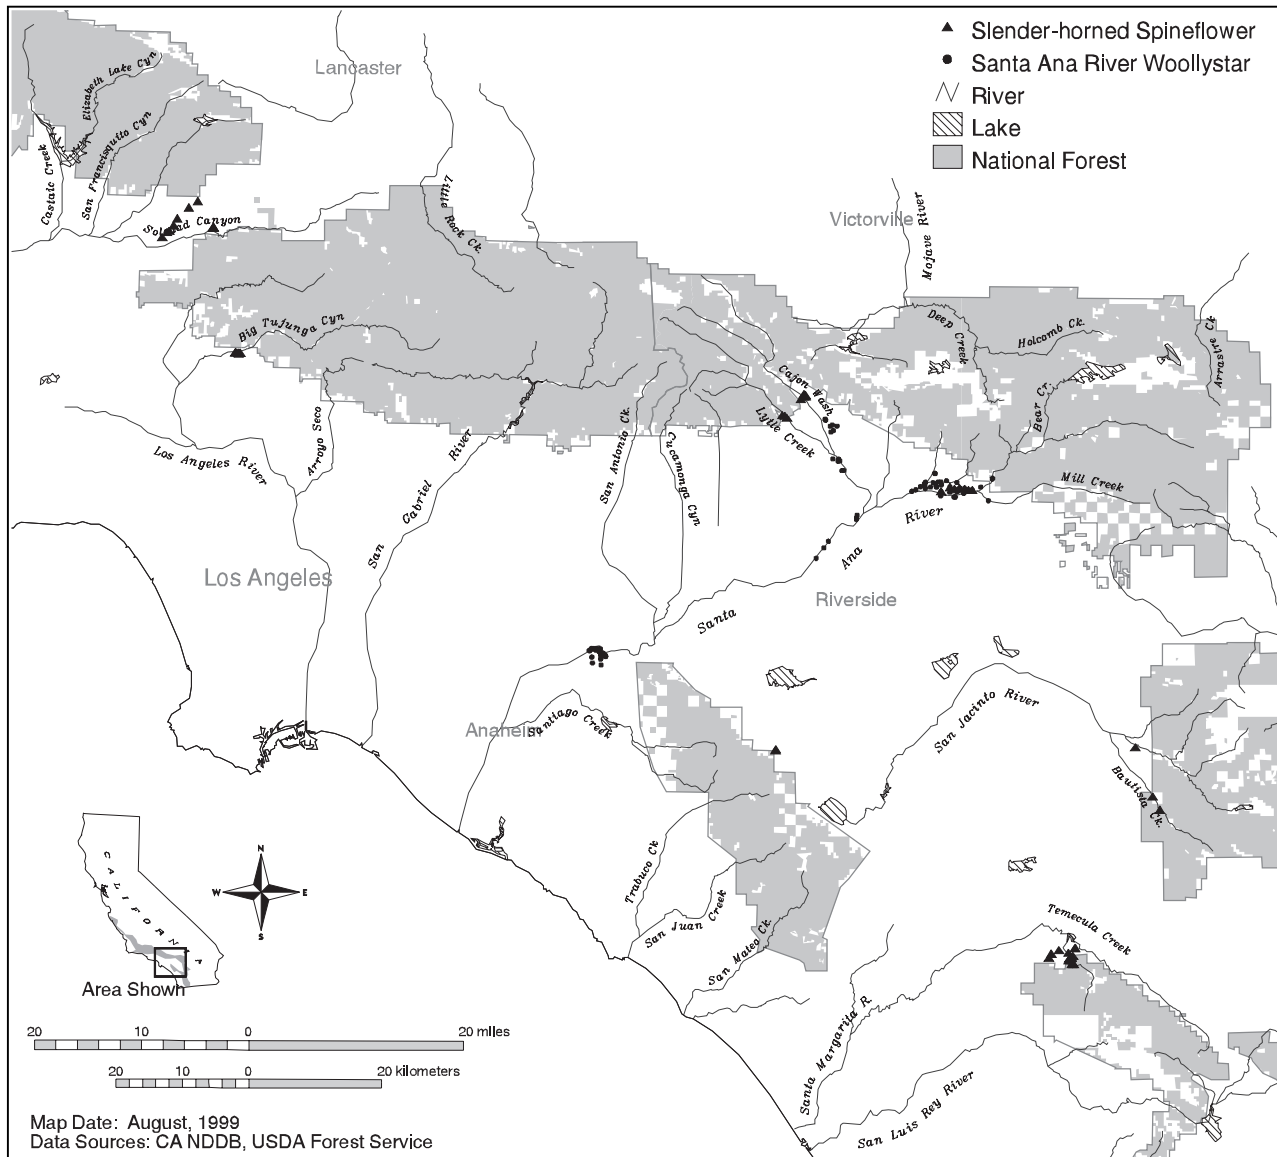 Slender-horned Spineflower
Santa Ana River Woollystar
River
Lake
National Forest
Lancaster
Elizabeth Lake Cyn
San Francisquito Cyn
Castaic Creek
Soledad Canyon
Little
Rock Ck.
Victorville
Mojave River
Big Tujunga Cyn
Deep
Creek
Holcomb Ck.
Arrastre Ck
Bear Cr.
Cajon Wash
Lytle Creek
Los Angeles River
Arroyo Seco
San
Gabriel
River
San Antonio Ck.
Cucamonga Cyn
Mill Creek
Santa
Ana
River
Los Angeles
Riverside
Anaheim
Santiago Creek
San Jacinto River
Bautista Ck.
Trabuco Ck
San Juan Creek
San Mateo Ck.
Temecula Creek
Santa Margarita R.
San Luis Rey River
CALIFORNIA
Area Shown
N
W E
S
20 10 0 20 miles
20 10 0 20 kilometers
Map Date: August, 1999
Data Sources: CA NDDB, USDA Forest Service